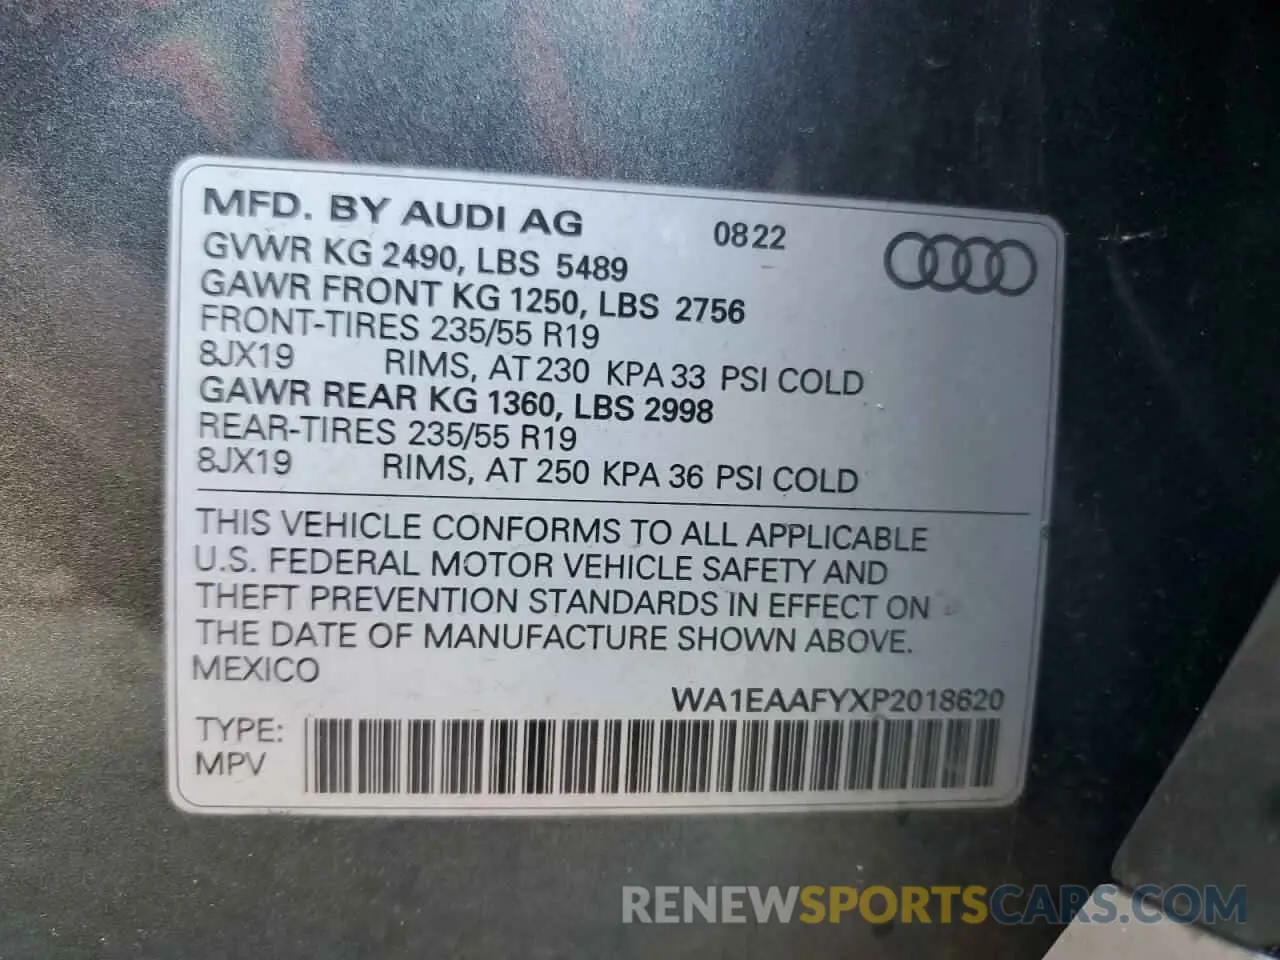 MFD. BY AUDI AG 0822
GVWR KG 2490, LBS 5489
GAWR FRONT KG 1250, LBS 2756
FRONT-TIRES 235/55 R19
8JX19 RIMS, AT 230 KPA 33 PSI COLD
GAWR REAR KG 1360, LBS 2998
REAR-TIRES 235/55 R19
8JX19 RIMS, AT 250 KPA 36 PSI COLD
THIS VEHICLE CONFORMS TO ALL APPLICABLE
U.S. FEDERAL MOTOR VEHICLE SAFETY AND
THEFT PREVENTION STANDARDS IN EFFECT ON
THE DATE OF MANUFACTURE SHOWN ABOVE.
MEXICO
WA1EAAFYXP2018620
TYPE:
MPV
RENEWSPORTSCARS.COM